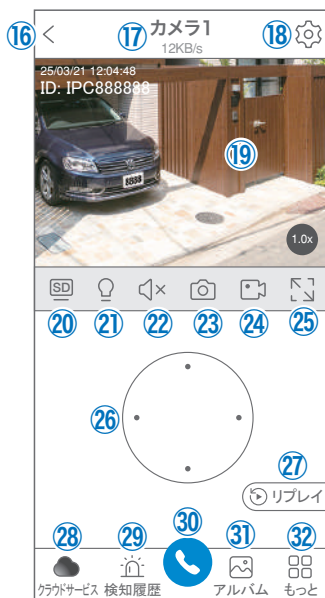 ⑯ ⑰ カメラ1 ⑱
12KB/s
25/03/21 12:04:48
ID: IPC888888
⑲
8888
1.0x
SD
⑳ ㉑ ㉒ ㉓ ㉔ ㉕
㉖
㉗
リプレイ
㉘ ㉙ ㉚ ㉛ ㉜
クラウドサービス 検知履歴 アルバム もっと